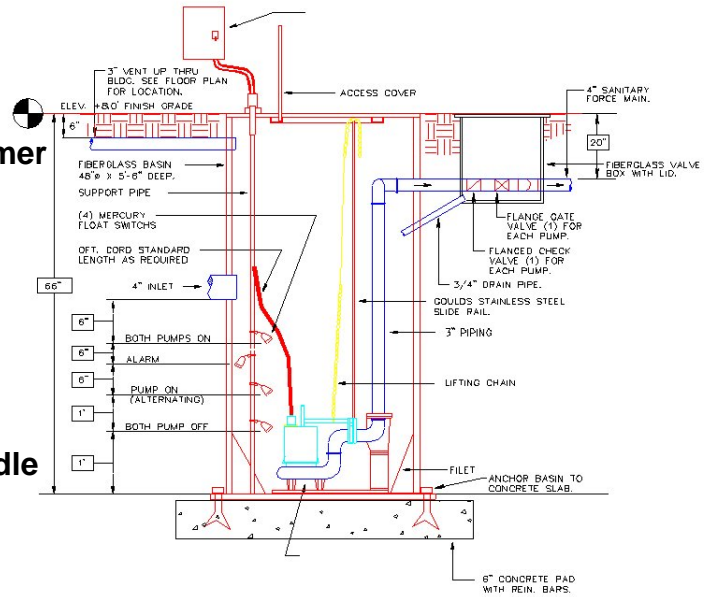 3" VENT UP THRU
BLDG. SEE FLOOR PLAN
FOR LOCATION.
ELEV. +8.0' FINISH GRADE
6"
mer
ACCESS COVER
4" SANITARY
FORCE MAIN.
20"
FIBERGLASS BASIN
48"ø X 5'-6" DEEP.
SUPPORT PIPE
(4) MERCURY
FLOAT SWITCHS
OFT. CORD STANDARD
LENGTH AS REQUIRED
4" INLET
66"
6"
BOTH PUMPS ON
6"
ALARM
6"
PUMP ON
(ALTERNATING)
1'
BOTH PUMP OFF
1'
dle
FIBERGLASS VALVE
BOX WITH LID.
FLANGE GATE
VALVE (1) FOR
EACH PUMP.
FLANGED CHECK
VALVE (1) FOR
EACH PUMP.
3/4" DRAIN PIPE.
GOULDS STAINLESS STEEL
SLIDE RAIL.
3" PIPING
LIFTING CHAIN
FILET
ANCHOR BASIN TO
CONCRETE SLAB.
6" CONCRETE PAD
WITH REIN. BARS.